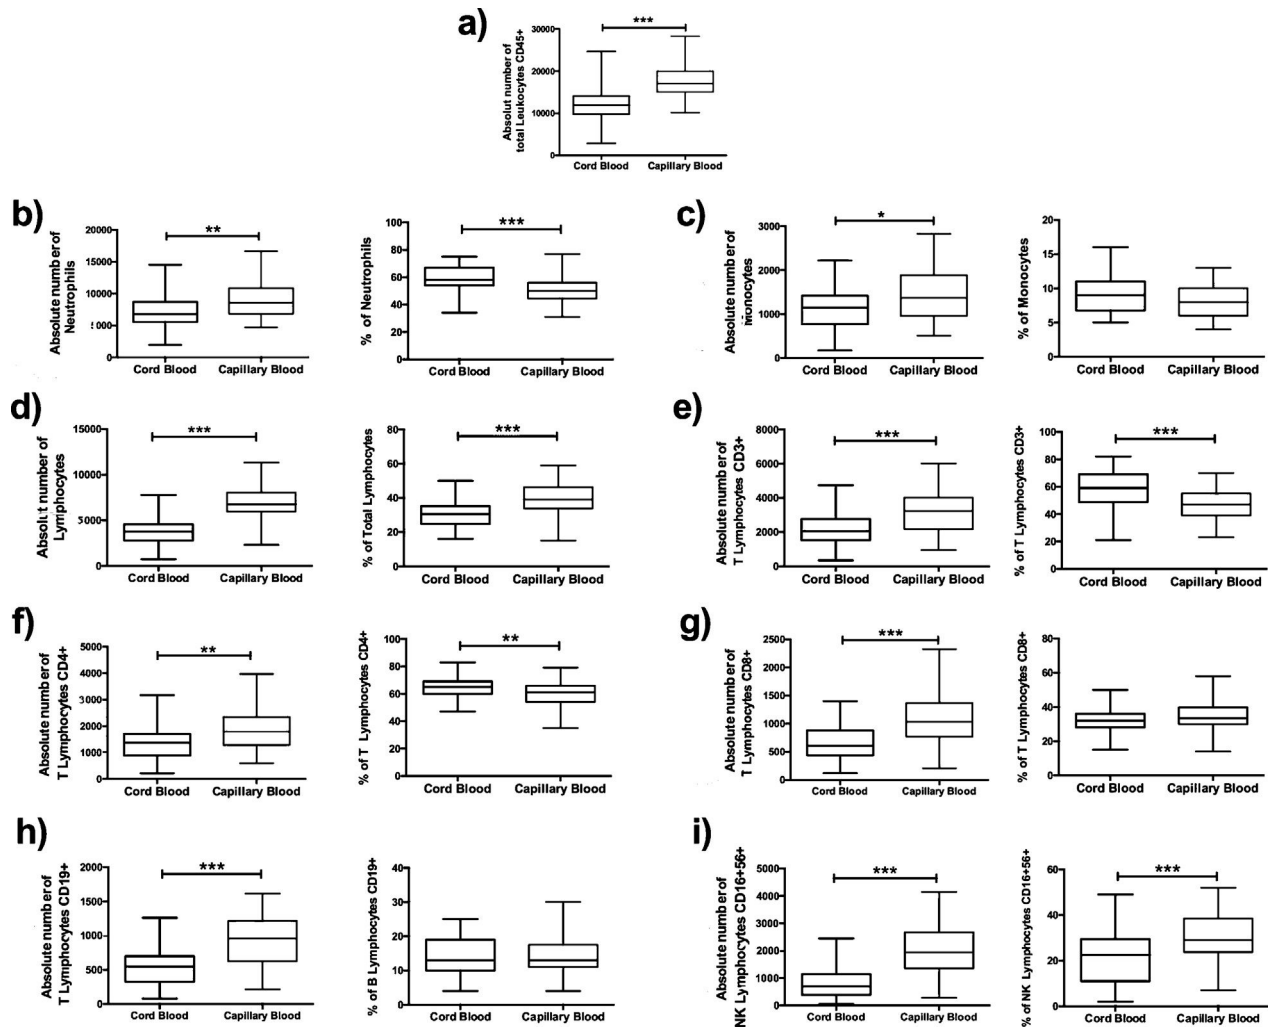 a)
Absolut number of
total Leukocytes CD45+
30000
20000
10000
0
***
Cord Blood
Capillary Blood
b)
Absolute number of
Neutrophils
20000
15000
10000
0
**
Cord Blood
Capillary Blood
% of Neutrophils
100
80
60
40
20
0
***
Cord Blood
Capillary Blood
c)
Absolute number of
monocytes
3000
2000
1000
0
*
Cord Blood
Capillary Blood
% of Monocytes
20
15
10
5
0
Cord Blood
Capillary Blood
d)
Absolut number of
Lymphocytes
15000
10000
5000
0
***
Cord Blood
Capillary Blood
% of Total Lymphocytes
80
60
40
20
0
***
Cord Blood
Capillary Blood
e)
Absolute number of
T Lymphocytes CD3+
8000
6000
4000
2000
0
***
Cord Blood
Capillary Blood
% of T Lymphocytes CD3+
100
80
60
40
20
0
***
Cord Blood
Capillary Blood
f)
Absolute number of
T Lymphocytes CD4+
5000
4000
3000
2000
1000
0
**
Cord Blood
Capillary Blood
% of T Lymphocytes CD4+
100
80
60
40
20
0
**
Cord Blood
Capillary Blood
g)
Absolute number of
T Lymphocytes CD8+
2500
2000
1500
1000
500
0
***
Cord Blood
Capillary Blood
% of T Lymphocytes CD8+
80
60
40
20
0
Cord Blood
Capillary Blood
h)
Absolute number of
T Lymphocytes CD19+
2000
1500
1000
500
0
***
Cord Blood
Capillary Blood
% of B Lymphocytes CD19+
40
30
20
10
0
Cord Blood
Capillary Blood
i)
Absolute number of
NK Lymphocytes CD16+56+
5000
4000
3000
2000
1000
0
***
Cord Blood
Capillary Blood
% of NK Lymphocytes CD16+56+
60
40
20
0
***
Cord Blood
Capillary Blood